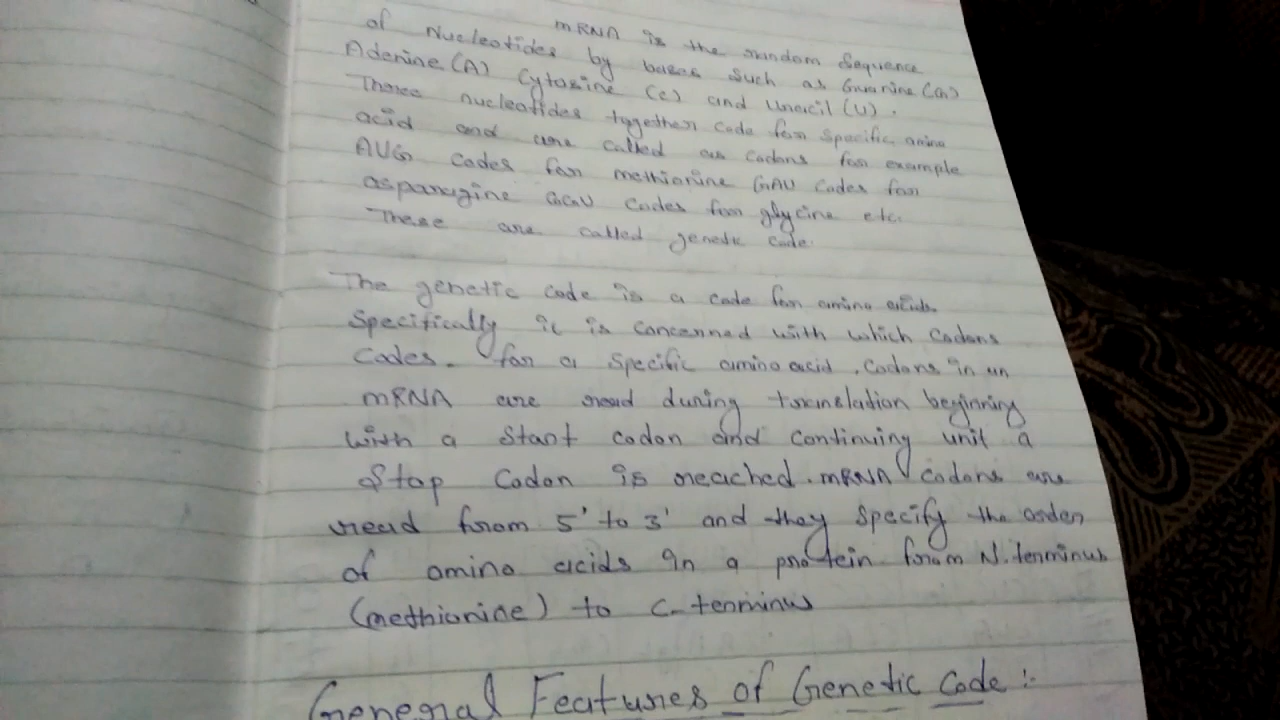 mRNA is the random Sequence
of Nucleotides by bases such as Guanine (G)
Adenine (A) Cytosine (C) and Uracil (U).
Three nucleotides together code for specific amino
acid and are called as codons for example
AUG codes for methionine GAU codes for
asparagine GGU codes for glycine etc.
These are called genetic code.
The genetic code is a code for amino acids.
Specifically it is concerned with which codons
codes. for a specific amino acid. Codons in an
mRNA are read during translation beginning
with a Start codon and continuing unit a
Stop Codon is reached. mRNA codons are
read from 5' to 3' and they specify the order
of amino acids in a protein from N. terminus
(methionine) to C-terminus
General Features of Genetic Code :-